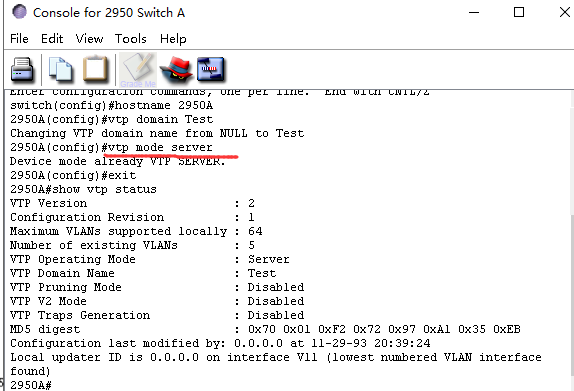 Console for 2950 Switch A
File Edit View Tools Help
Grade Me
Enter configuration commands, one per line. End with CNTL/Z
switch(config)#hostname 2950A
2950A(config)#vtp domain Test
Changing VTP domain name from NULL to Test
2950A(config)#vtp mode server
Device mode already VTP SERVER.
2950A(config)#exit
2950A#show vtp status
VTP Version : 2
Configuration Revision : 1
Maximum VLANs supported locally : 64
Number of existing VLANs : 5
VTP Operating Mode : Server
VTP Domain Name : Test
VTP Pruning Mode : Disabled
VTP V2 Mode : Disabled
VTP Traps Generation : Disabled
MD5 digest : 0x70 0x01 0xF2 0x72 0x97 0xA1 0x35 0xEB
Configuration last modified by: 0.0.0.0 at 11-29-93 20:39:24
Local updater ID is 0.0.0.0 on interface Vl1 (lowest numbered VLAN interface
found)
2950A#